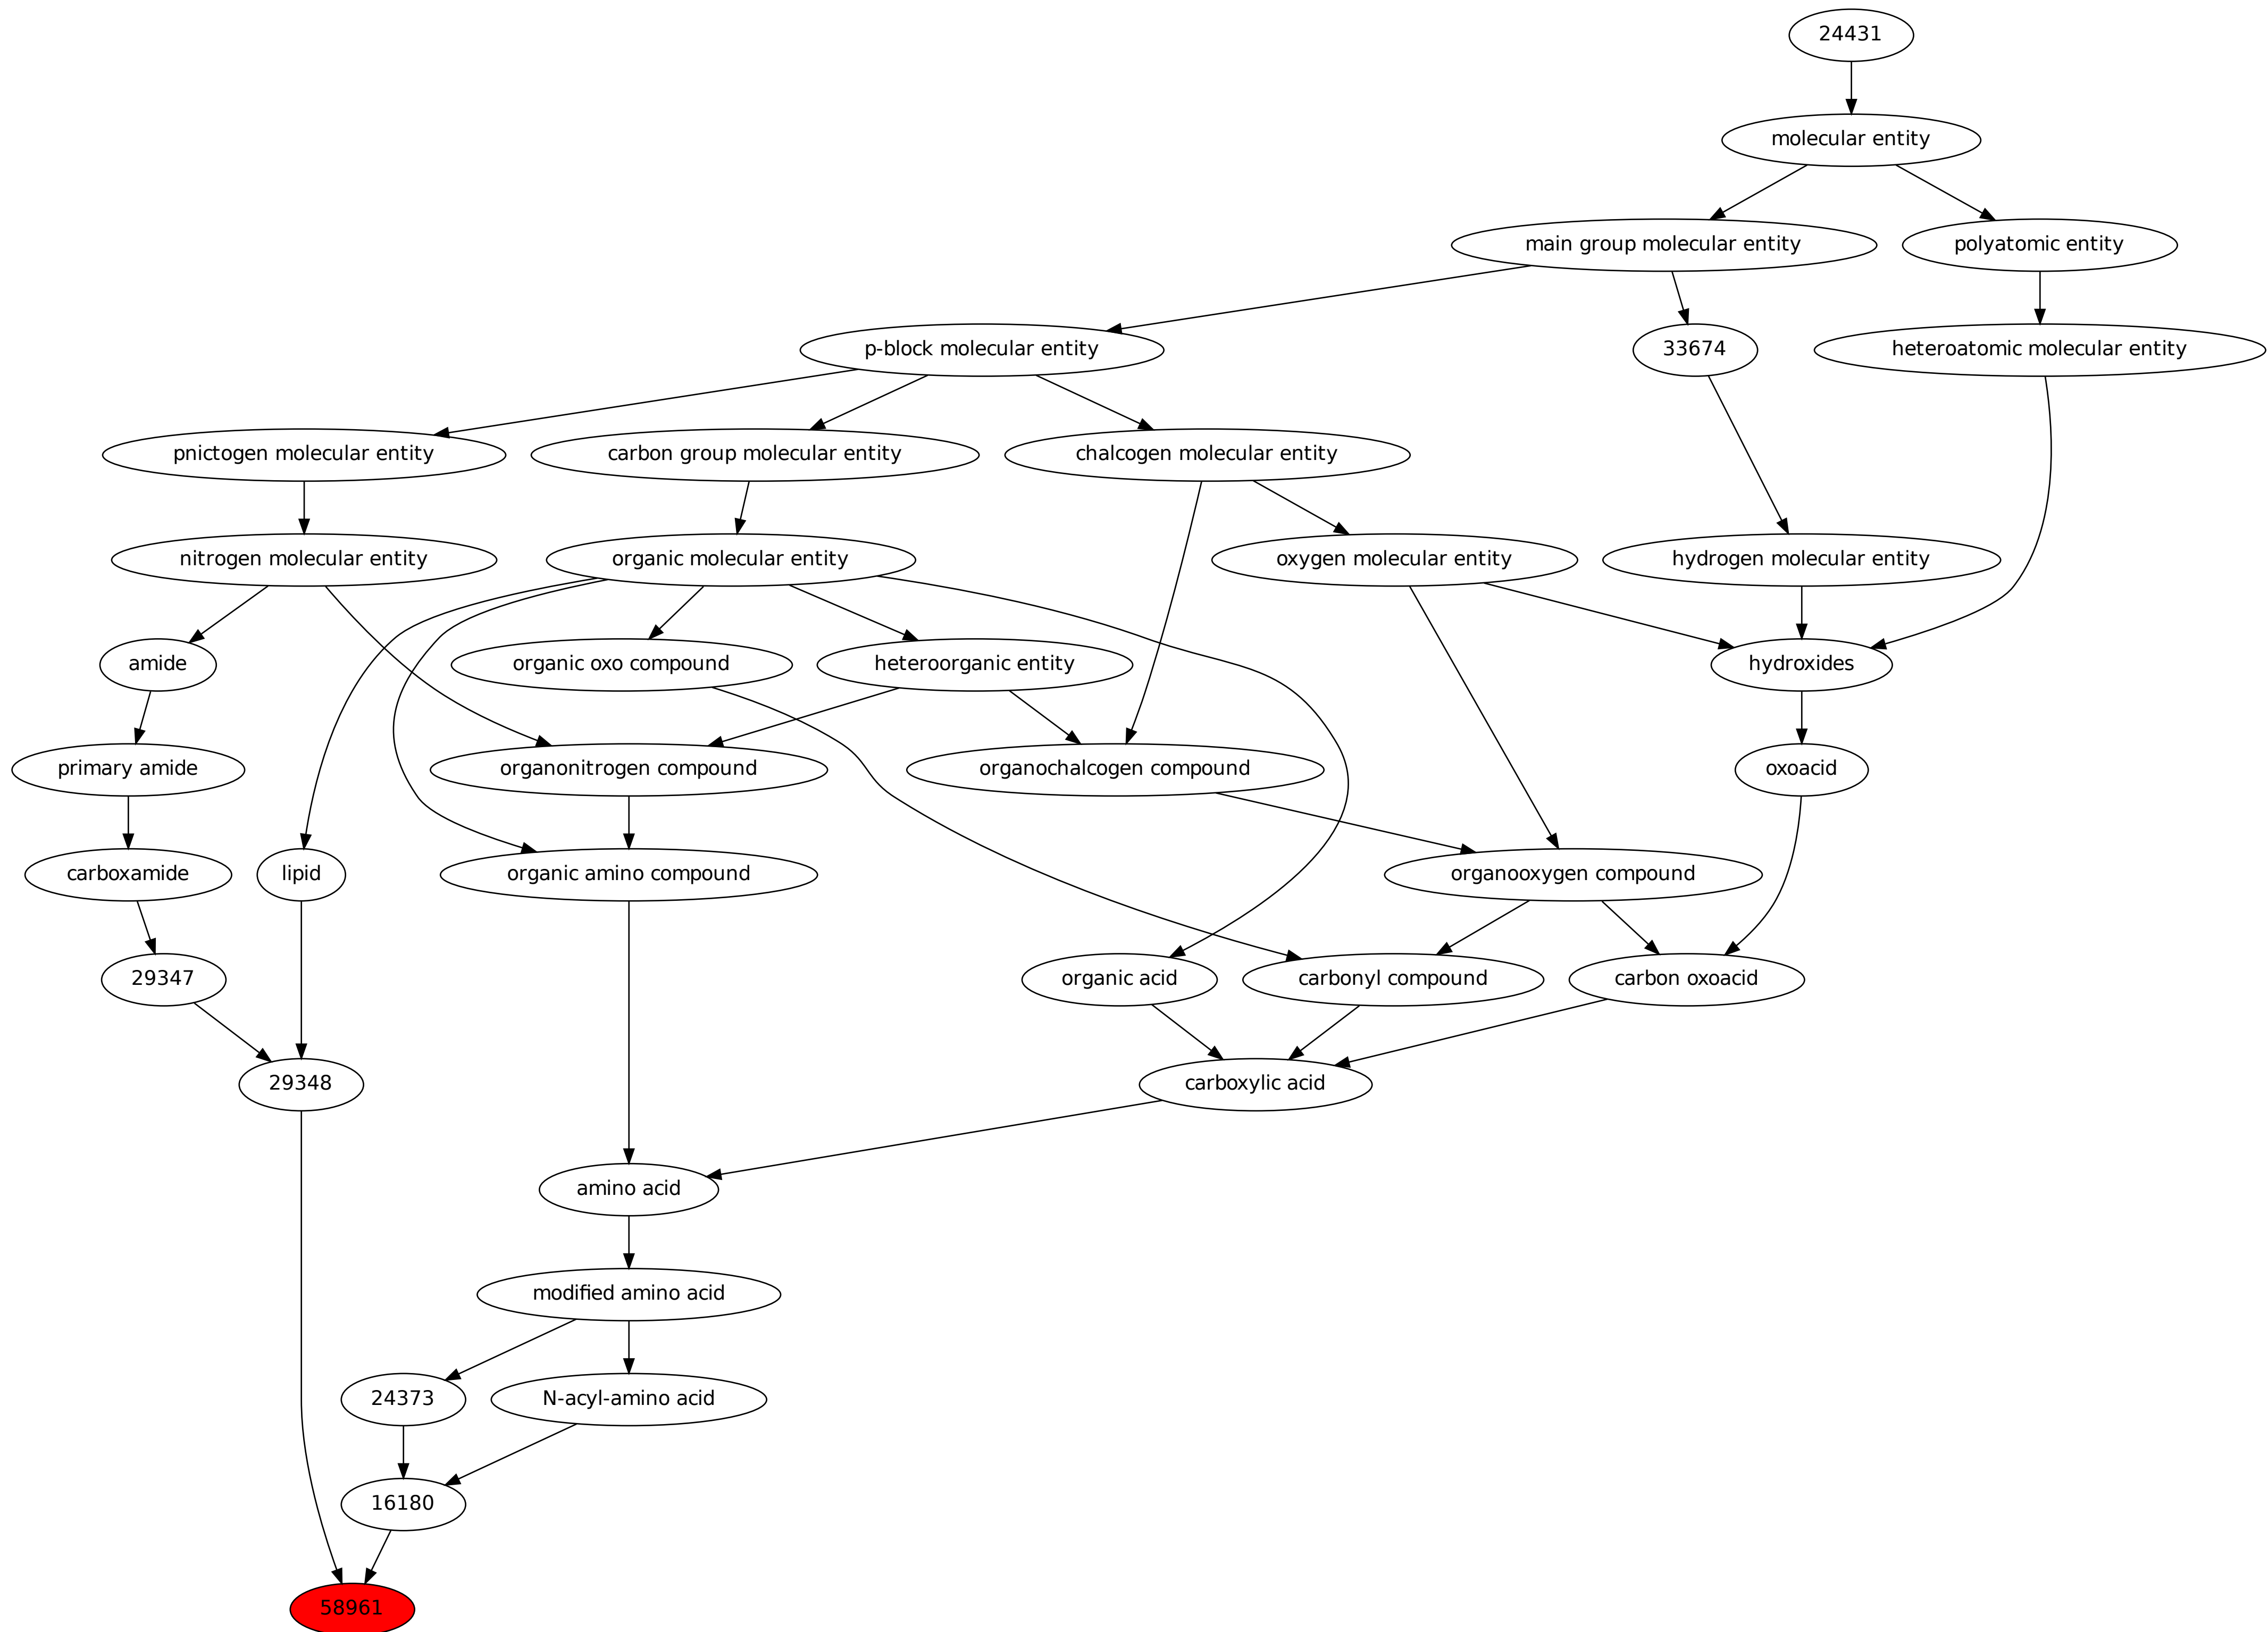 24431
molecular entity
main group molecular entity
polyatomic entity
p-block molecular entity
33674
heteroatomic molecular entity
pnictogen molecular entity
carbon group molecular entity
chalcogen molecular entity
nitrogen molecular entity
organic molecular entity
oxygen molecular entity
hydrogen molecular entity
amide
organic oxo compound
heteroorganic entity
hydroxides
primary amide
organonitrogen compound
organochalcogen compound
oxoacid
carboxamide
lipid
organic amino compound
organooxygen compound
29347
organic acid
carbonyl compound
carbon oxoacid
29348
carboxylic acid
amino acid
modified amino acid
24373
N-acyl-amino acid
16180
58961